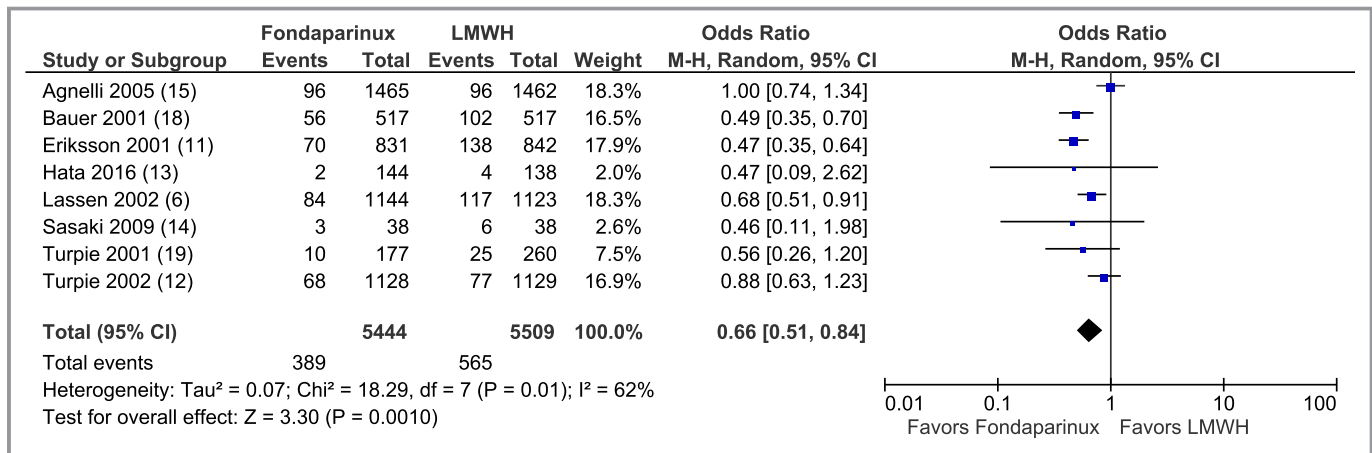 Fondaparinux LMWH Odds Ratio Odds Ratio
Study or Subgroup Events Total Events Total Weight M-H, Random, 95% CI M-H, Random, 95% CI
Agnelli 2005 (15) 96 1465 96 1462 18.3% 1.00 [0.74, 1.34]
Bauer 2001 (18) 56 517 102 517 16.5% 0.49 [0.35, 0.70]
Eriksson 2001 (11) 70 831 138 842 17.9% 0.47 [0.35, 0.64]
Hata 2016 (13) 2 144 4 138 2.0% 0.47 [0.09, 2.62]
Lassen 2002 (6) 84 1144 117 1123 18.3% 0.68 [0.51, 0.91]
Sasaki 2009 (14) 3 38 6 38 2.6% 0.46 [0.11, 1.98]
Turpie 2001 (19) 10 177 25 260 7.5% 0.56 [0.26, 1.20]
Turpie 2002 (12) 68 1128 77 1129 16.9% 0.88 [0.63, 1.23]
Total (95% CI) 5444 5509 100.0% 0.66 [0.51, 0.84]
Total events 389 565
Heterogeneity: Tau² = 0.07; Chi² = 18.29, df = 7 (P = 0.01); I² = 62%
Test for overall effect: Z = 3.30 (P = 0.0010)
0.01 0.1 1 10 100
Favors Fondaparinux Favors LMWH